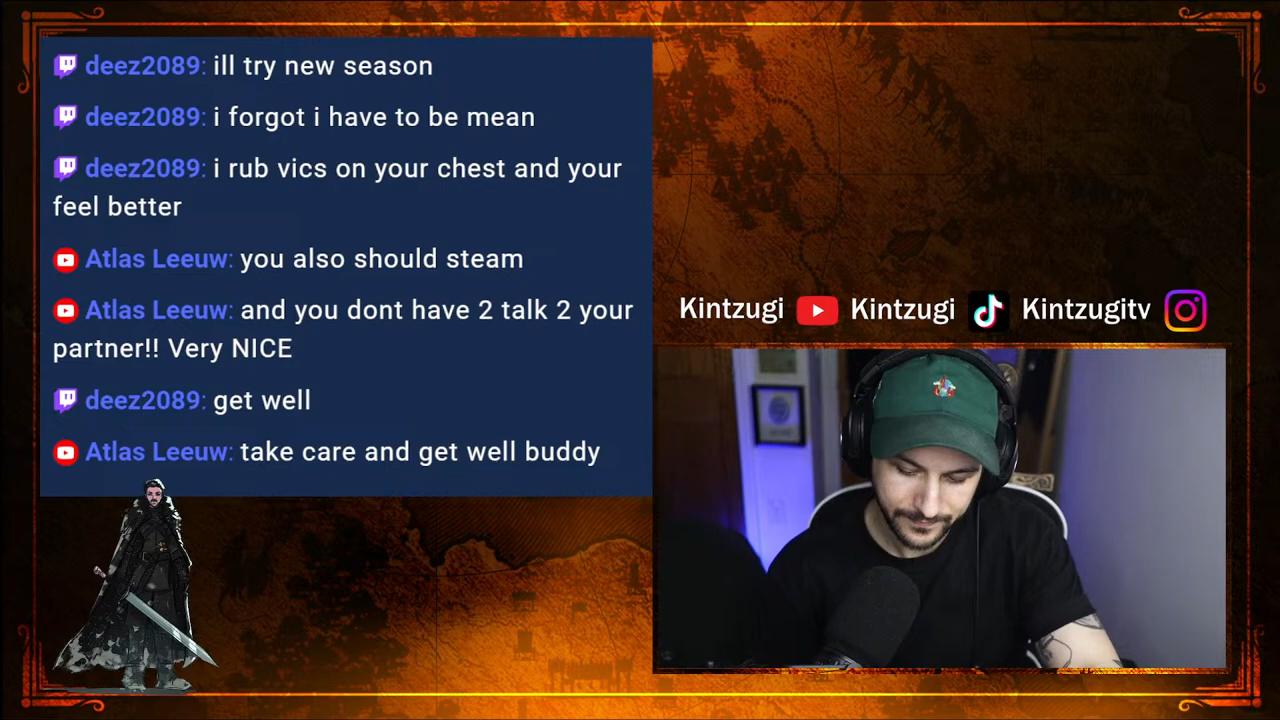 deez2089: ill try new season
deez2089: i forgot i have to be mean
deez2089: i rub vics on your chest and your
feel better
Atlas Leeuw: you also should steam
Atlas Leeuw: and you dont have 2 talk 2 your
partner!! Very NICE
deez2089: get well
Atlas Leeuw: take care and get well buddy
Kintzugi Kintzugi Kintzugitv